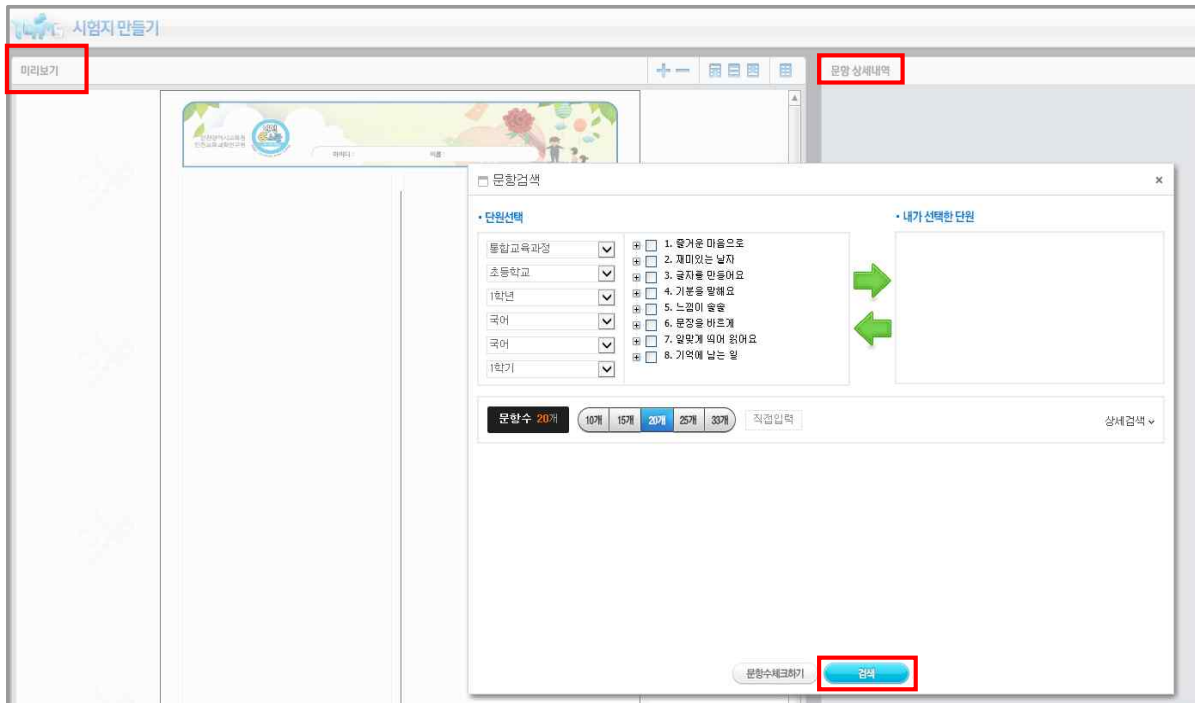 시험지 만들기
미리보기
문항 상세내역
아이디 :
이름 :
문항검색
×
• 단원선택
• 내가 선택한 단원
통합교육과정
초등학교
1학년
국어
국어
1학기
1. 즐거운 마음으로
2. 재미있는 낱자
3. 글자를 만들어요
4. 기분을 말해요
5. 느낌이 솔솔
6. 문장을 바르게
7. 알맞게 띄어 읽어요
8. 기억에 남는 일
문항수 20개
10개 15개 20개 25개 33개
직접입력
상세검색
문항수체크하기
검색